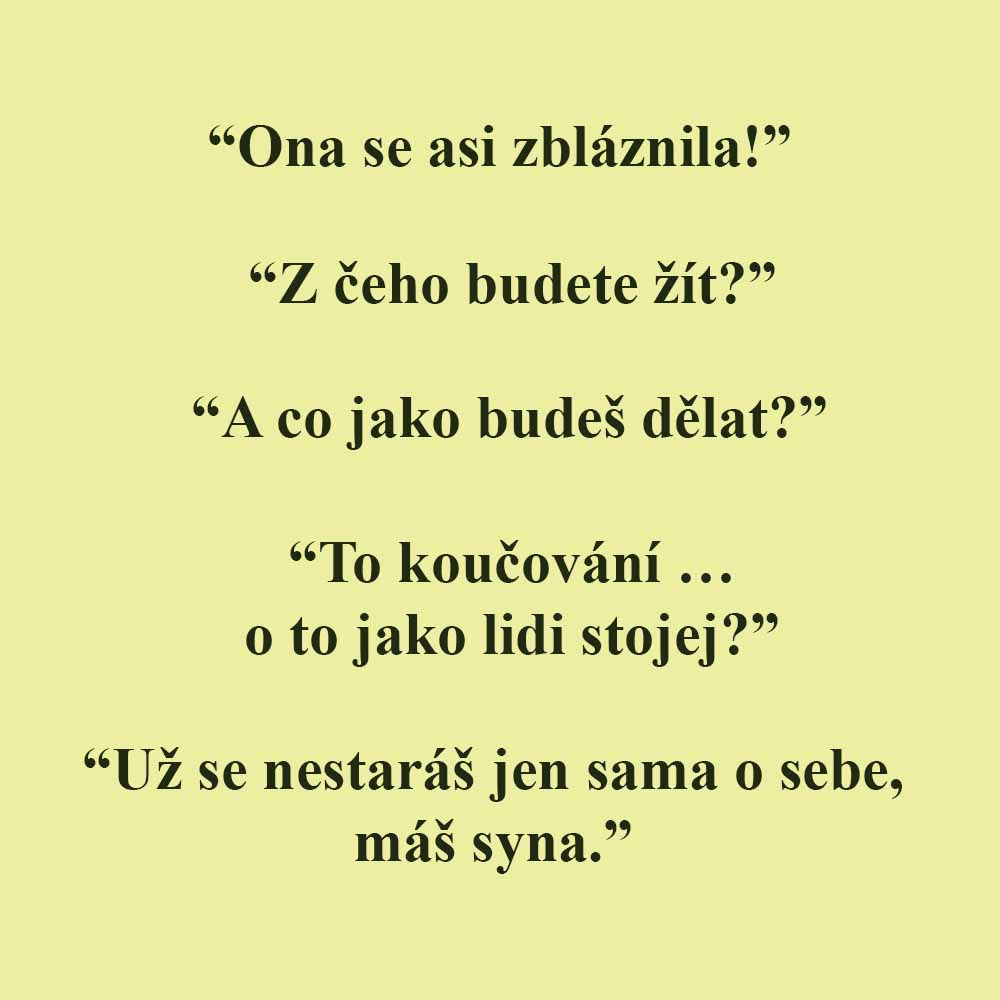 “Ona se asi zbláznila!”
“Z čeho budete žít?”
“A co jako budeš dělat?”
“To koučování …
o to jako lidi stojej?”
“Už se nestaráš jen sama o sebe,
máš syna.”